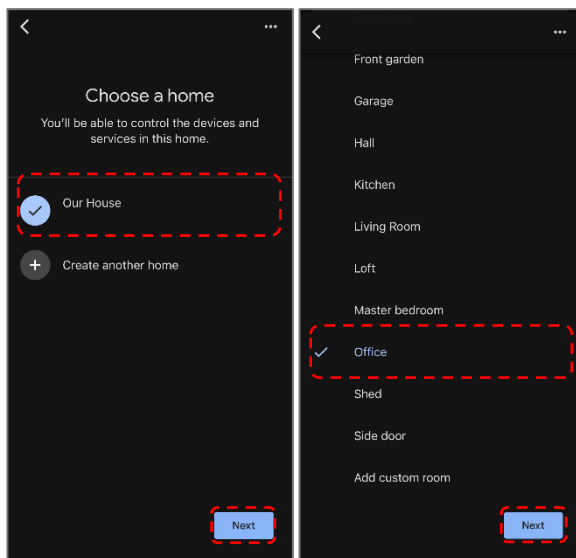 Choose a home
You'll be able to control the devices and
services in this home.
Our House
Create another home
Next
Front garden
Garage
Hall
Kitchen
Living Room
Loft
Master bedroom
Office
Shed
Side door
Add custom room
Next